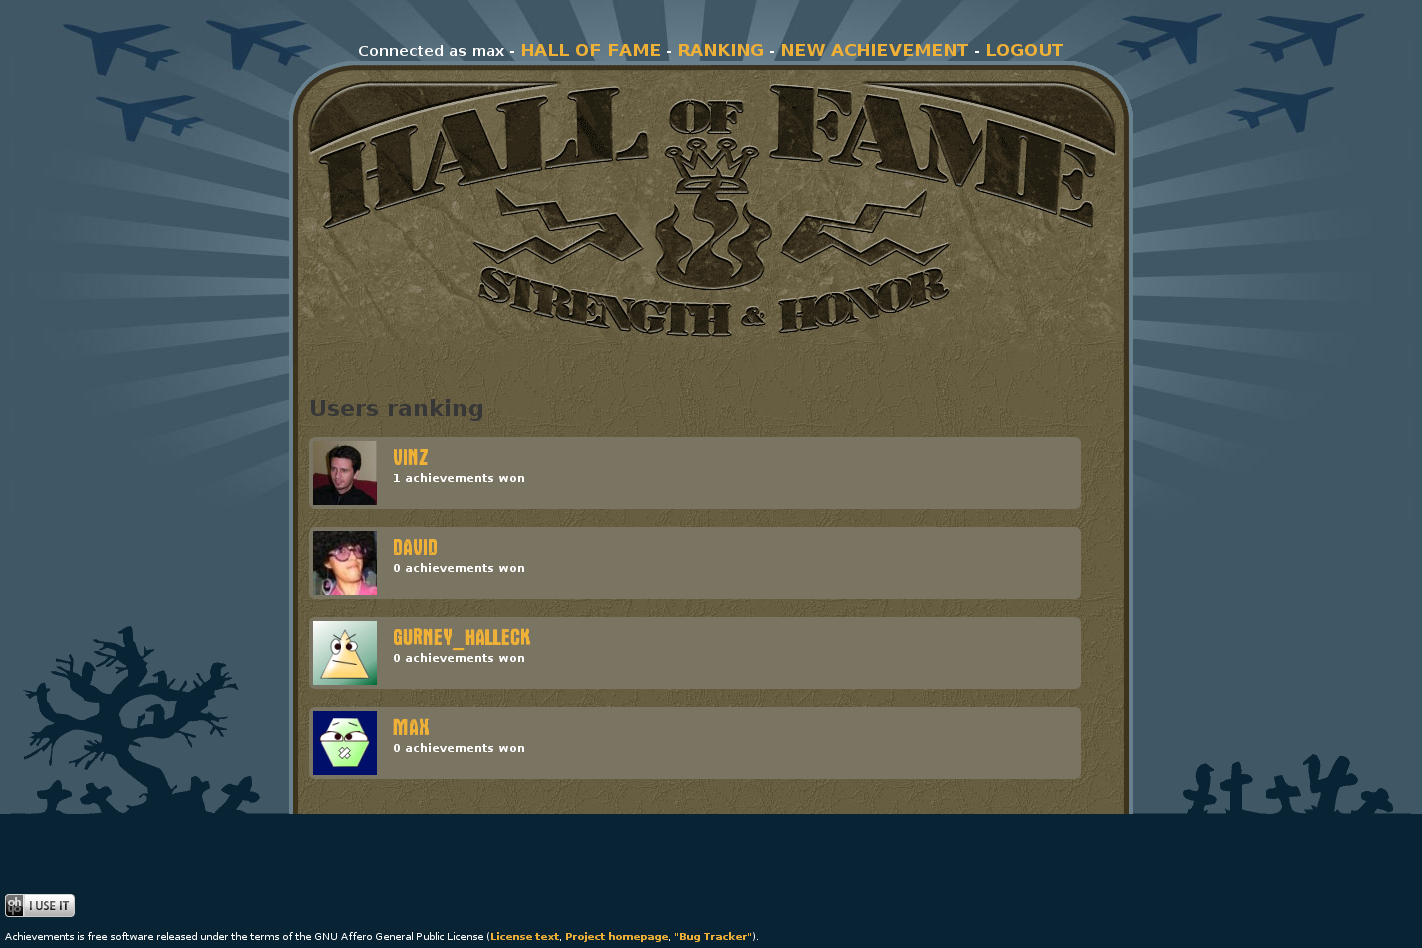 Connected as max - HALL OF FAME - RANKING - NEW ACHIEVEMENT - LOGOUT
HALL OF FAME
STRENGTH & HONOR
Users ranking
VINZ
1 achievements won
DAVID
0 achievements won
GURNEY_HALLECK
0 achievements won
MAX
0 achievements won
oh I USE IT
Achievements is free software released under the terms of the GNU Affero General Public License (License text, Project homepage, "Bug Tracker").